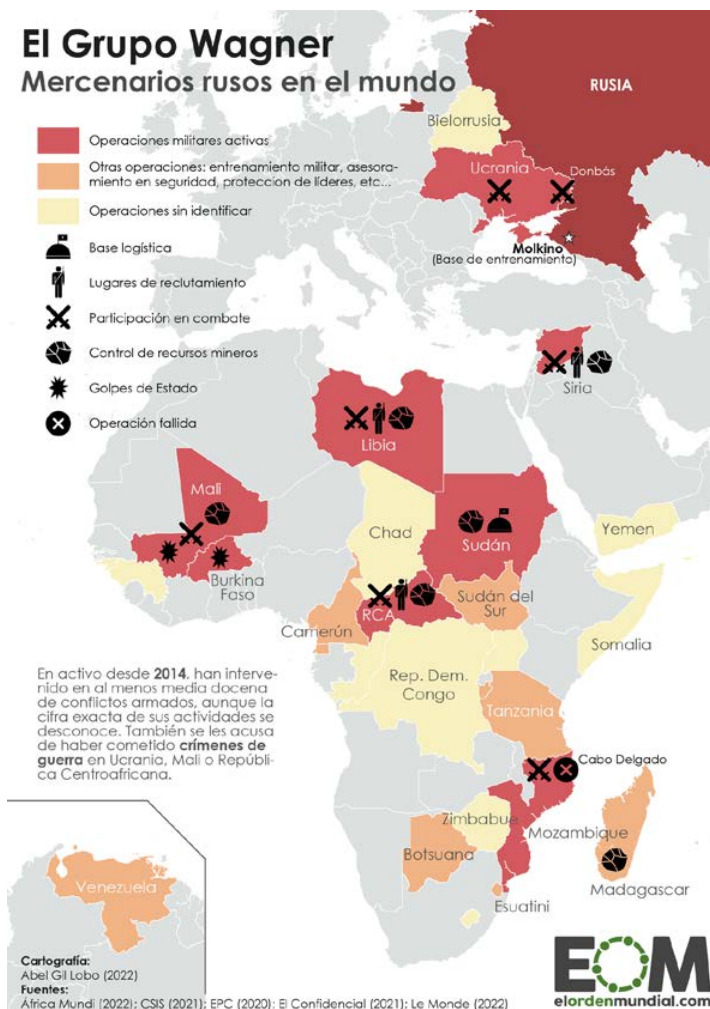 El Grupo Wagner
Mercenarios rusos en el mundo
Operaciones militares activas
Otras operaciones: entrenamiento militar, asesora-
miento en seguridad, proteccion de líderes, etc...
Operaciones sin identificar
Base logística
Lugares de reclutamiento
Participación en combate
Control de recursos mineros
Golpes de Estado
Operación fallida
RUSIA
Bielorrusia
Ucrania
Donbás
Molkino
(Base de entrenamiento)
Siria
Libia
Malí
Chad
Sudán
Yemen
Burkina
Faso
RCA
Sudán del
Sur
Camerún
Somalia
Rep. Dem.
Congo
Tanzania
En activo desde 2014, han interve-
nido en al menos media docena
de conflictos armados, aunque la
cifra exacta de sus actividades se
desconoce. También se les acusa
de haber cometido crímenes de
guerra en Ucrania, Mali o Repúbli-
ca Centroafricana.
Cabo Delgado
Zimbabue
Mozambique
Botsuana
Madagascar
Esuatini
Venezuela
Cartografía:
Abel Gil Lobo (2022)
Fuentes:
África Mundi (2022); CSIS (2021); EPC (2020); El Confidencial (2021); Le Monde (2022)
EOM
elordenmundial.com